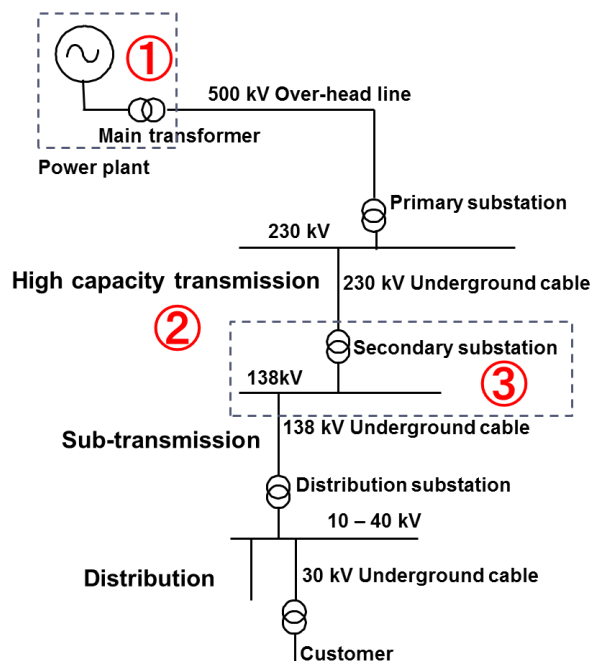 ①
500 kV Over-head line
Main transformer
Power plant
Primary substation
230 kV
High capacity transmission
230 kV Underground cable
②
Secondary substation
138kV
③
138 kV Underground cable
Sub-transmission
Distribution substation
10 – 40 kV
Distribution
30 kV Underground cable
Customer